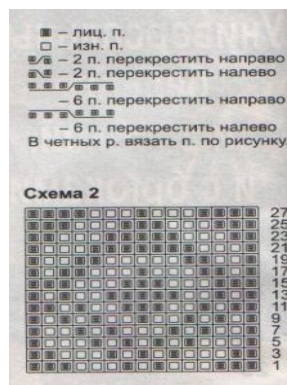 – лиц. п.
– изн. п.
– 2 п. перекрестить направо
– 2 п. перекрестить налево
– 6 п. перекрестить направо
– 6 п. перекрестить налево
В четных р. вязать п. по рисунку
Схема 2
27
25
23
21
19
17
15
13
11
9
7
5
3
1